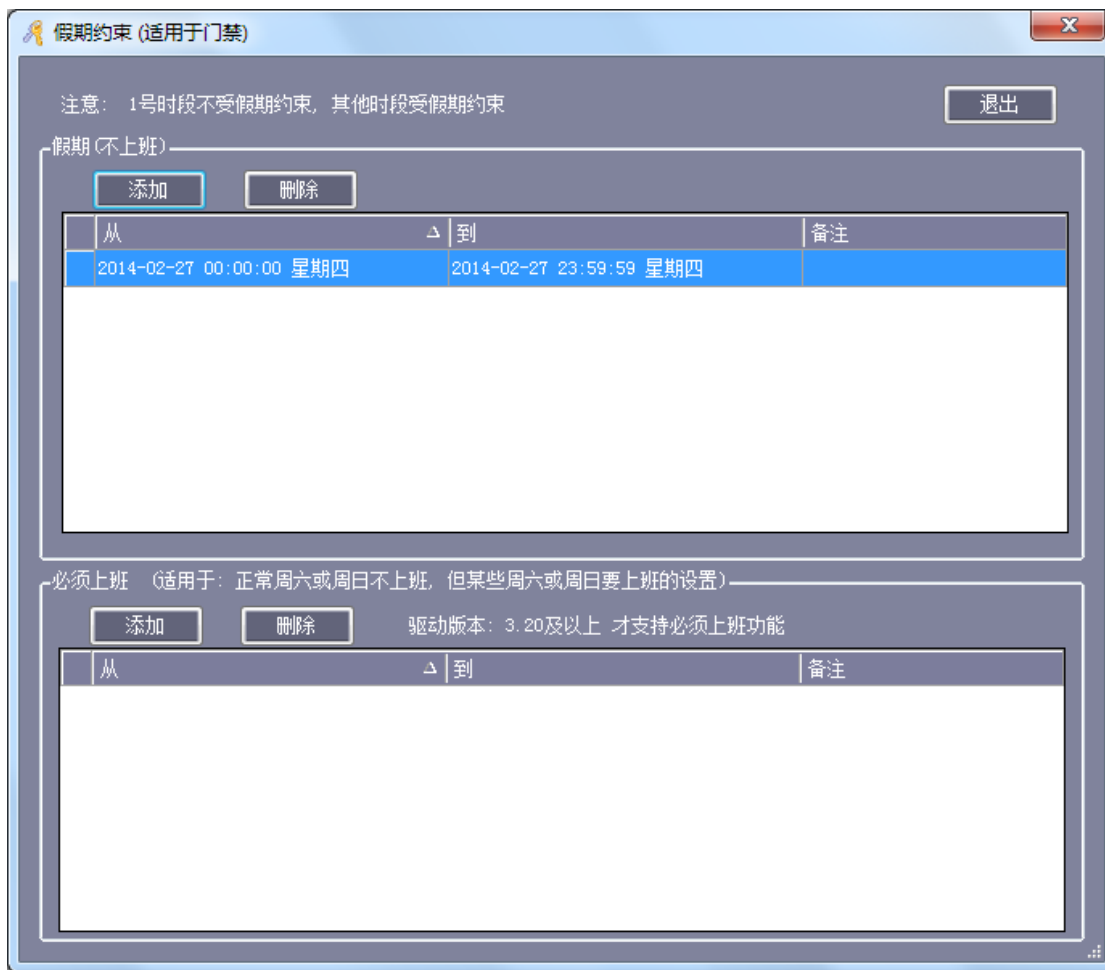 假期约束 (适用于门禁)
注意: 1号时段不受假期约束, 其他时段受假期约束
退出
假期(不上班)
添加 删除
从 到 备注
2014-02-27 00:00:00 星期四 2014-02-27 23:59:59 星期四
必须上班 (适用于: 正常周六或周日不上班, 但某些周六或周日要上班的设置)
添加 删除 驱动版本: 3.20及以上 才支持必须上班功能
从 到 备注